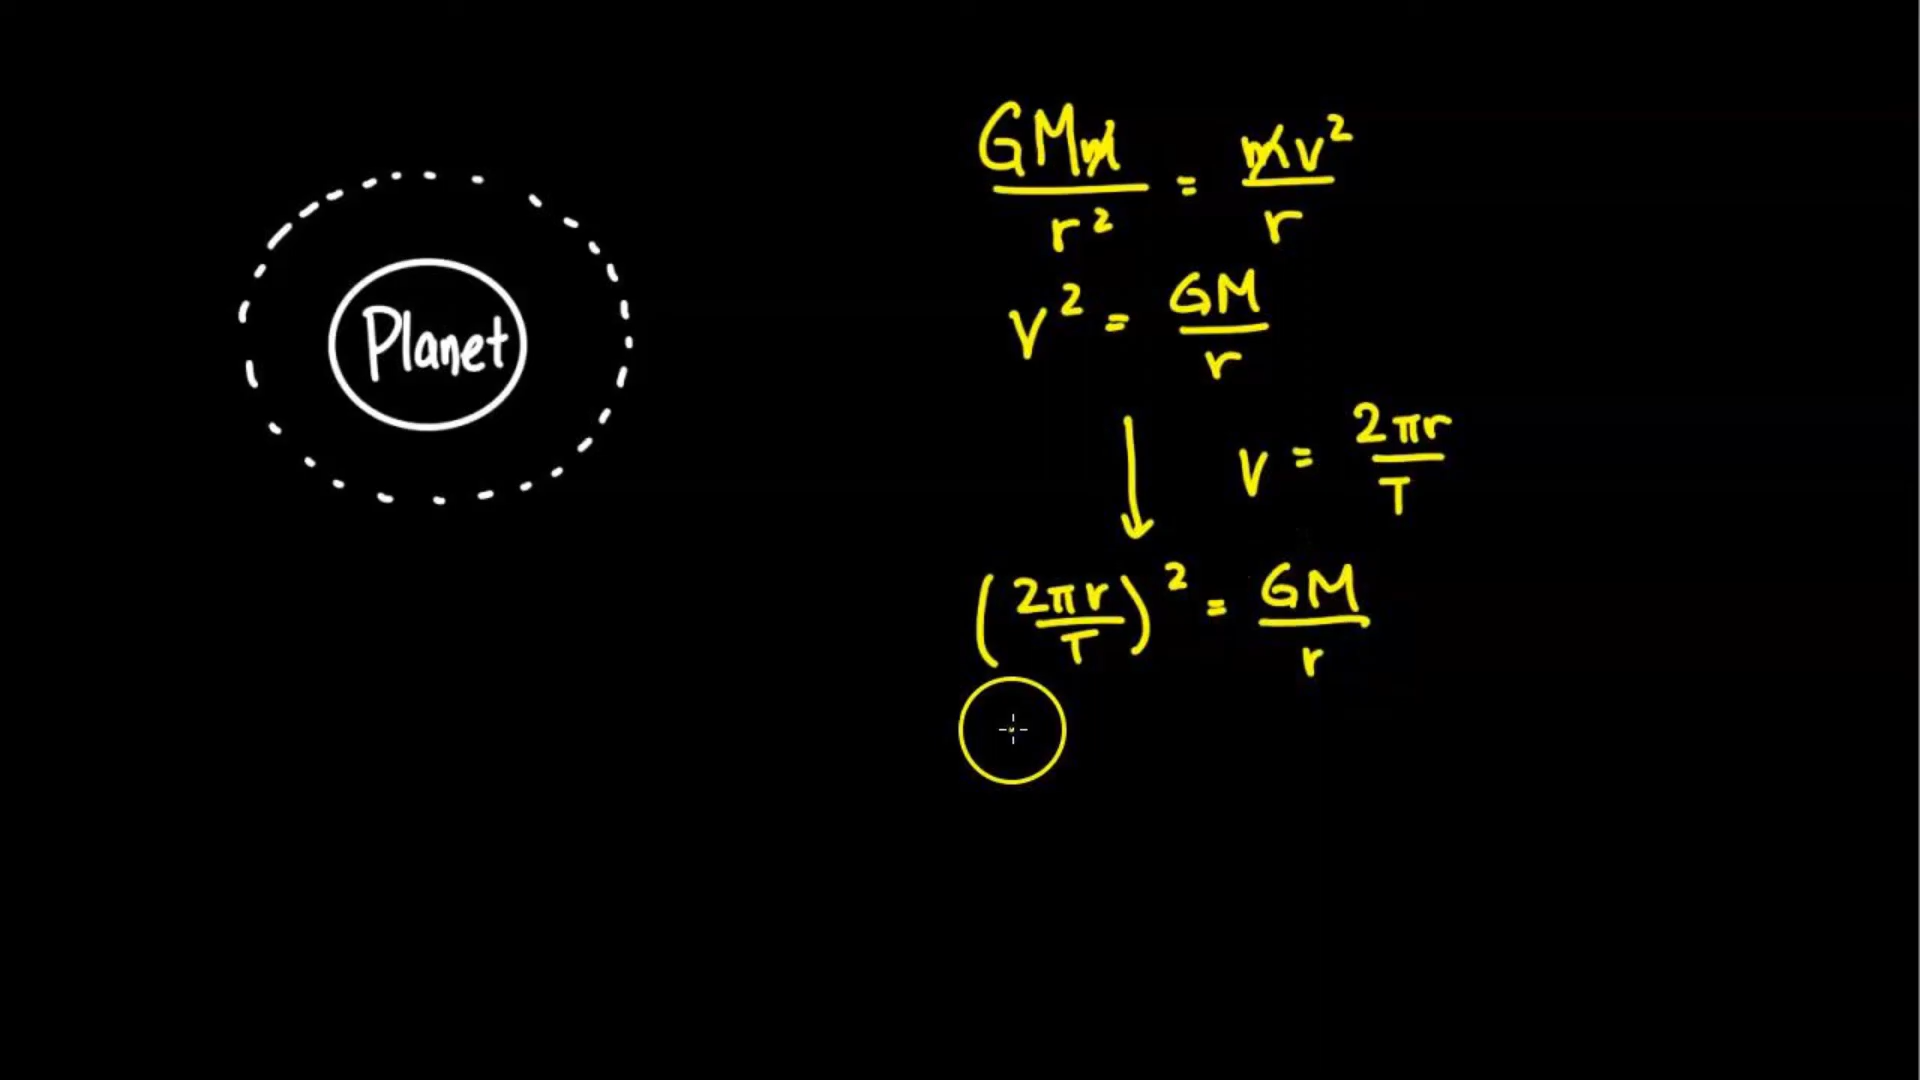 Planet
GMm/r² = mv²/r
v² = GM/r
v = 2πr/T
(2πr/T)² = GM/r